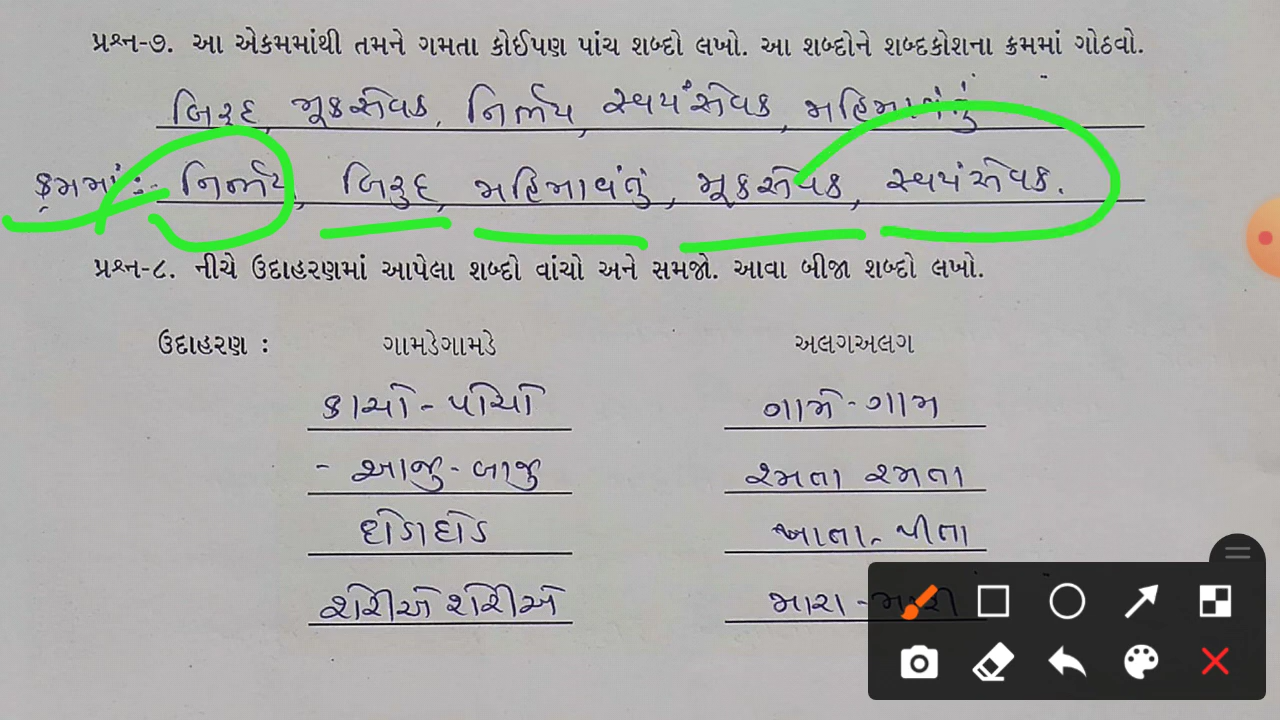 પ્રશ્ન-૭. આ એકમમાંથી તમને ગમતા કોઈપણ પાંચ શબ્દો લખો. આ શબ્દોને શબ્દકોશના ક્રમમાં ગોઠવો.
બિરુદ, મૂકસેવક, નિર્ણય, સ્વયંસેવક, મહિમાવંતું
ક્રમમાં :- નિર્ણય, બિરુદ, મહિમાવંતું, મૂકસેવક, સ્વયંસેવક.
પ્રશ્ન-૮. નીચે ઉદાહરણમાં આપેલા શબ્દો વાંચો અને સમજો. આવા બીજા શબ્દો લખો.
ઉદાહરણ : ગામડેગામડે અલગઅલગ
કાચો-પોચો ગામે-ગામ
- આજુ-બાજુ રમતા રમતા
દોડાદોડ ખાતા-પીતા
શેરીએ શેરીએ મારા-